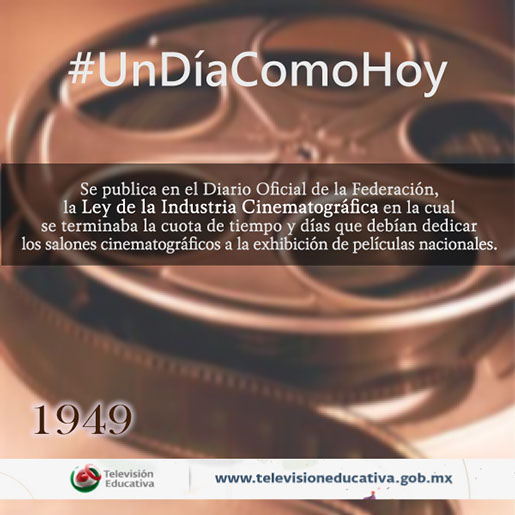 #UnDíaComoHoy
Se publica en el Diario Oficial de la Federación,
la Ley de la Industria Cinematográfica en la cual
se terminaba la cuota de tiempo y días que debían dedicar
los salones cinematográficos a la exhibición de películas nacionales.
1949
Televisión
Educativa
www.televisioneducativa.gob.mx